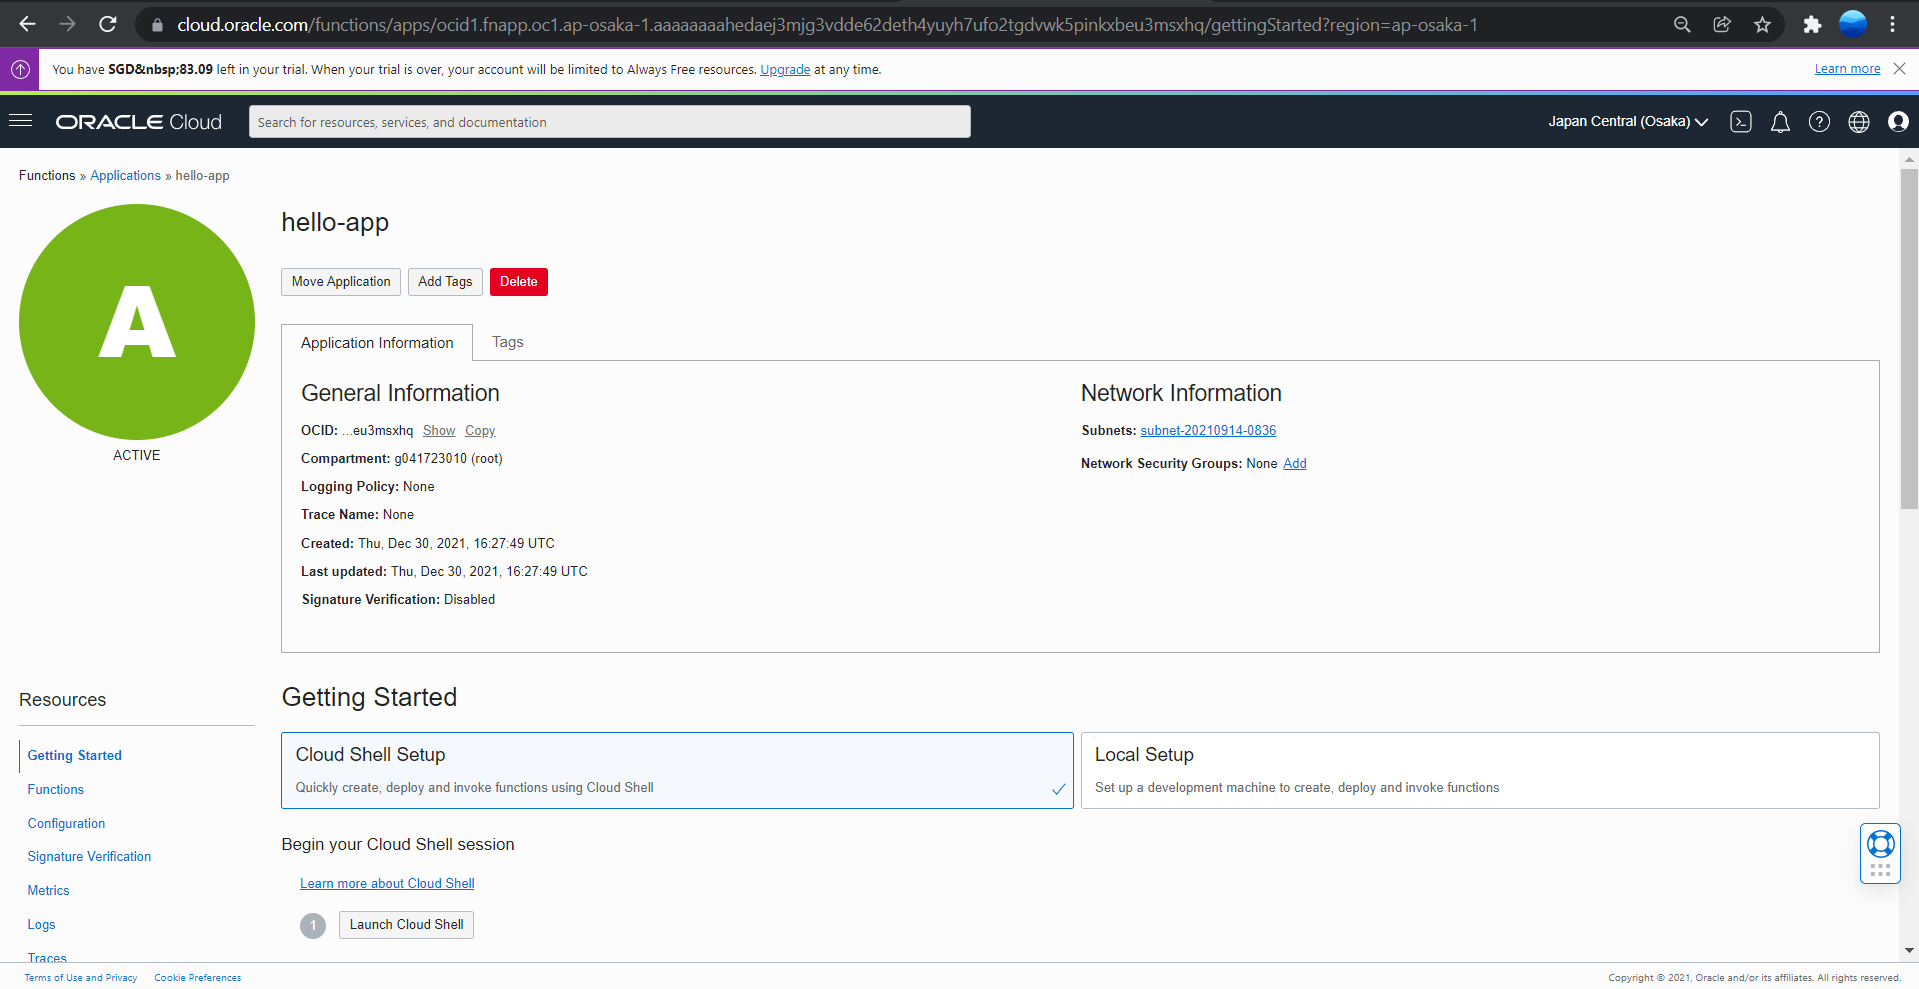 cloud.oracle.com/functions/apps/ocid1.fnapp.oc1.ap-osaka-1.aaaaaaaahedaej3mjg3vdde62deth4yuyh7ufo2tgdvwk5pinkxbeu3msxhq/gettingStarted?region=ap-osaka-1
You have SGD&nbsp;83.09 left in your trial. When your trial is over, your account will be limited to Always Free resources. Upgrade at any time.
Learn more
ORACLE Cloud
Search for resources, services, and documentation
Japan Central (Osaka)
Functions » Applications » hello-app
A
ACTIVE
hello-app
Move Application
Add Tags
Delete
Application Information
Tags
General Information
OCID: ...eu3msxhq Show Copy
Compartment: g041723010 (root)
Logging Policy: None
Trace Name: None
Created: Thu, Dec 30, 2021, 16:27:49 UTC
Last updated: Thu, Dec 30, 2021, 16:27:49 UTC
Signature Verification: Disabled
Network Information
Subnets: subnet-20210914-0836
Network Security Groups: None Add
Resources
Getting Started
Functions
Configuration
Signature Verification
Metrics
Logs
Traces
Getting Started
Cloud Shell Setup
Quickly create, deploy and invoke functions using Cloud Shell
Local Setup
Set up a development machine to create, deploy and invoke functions
Begin your Cloud Shell session
Learn more about Cloud Shell
1
Launch Cloud Shell
Terms of Use and Privacy
Cookie Preferences
Copyright © 2021, Oracle and/or its affiliates. All rights reserved.